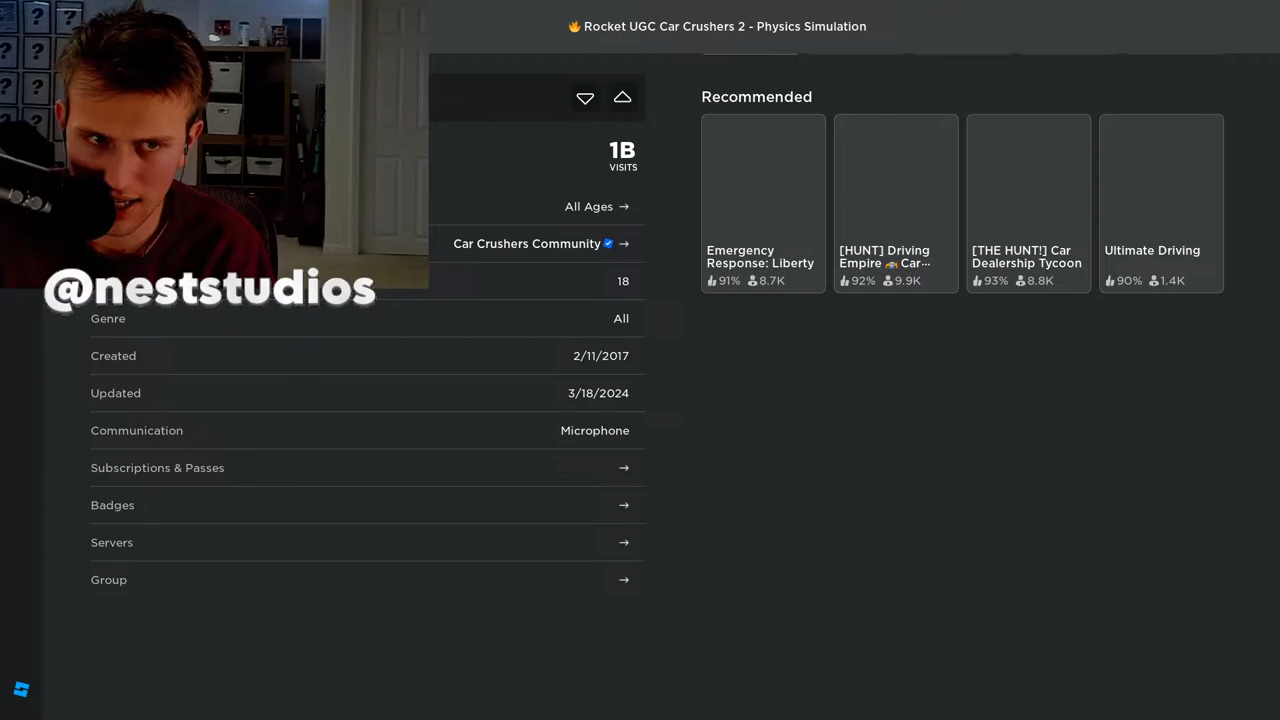 🔥 Rocket UGC Car Crushers 2 - Physics Simulation
1B
VISITS
All Ages →
Car Crushers Community →
18
@neststudios
Genre All
Created 2/11/2017
Updated 3/18/2024
Communication Microphone
Subscriptions & Passes →
Badges →
Servers →
Group →
Recommended
Emergency
Response: Liberty
91% 8.7K
[HUNT] Driving
Empire 🚗 Car...
92% 9.9K
[THE HUNT!] Car
Dealership Tycoon
93% 8.8K
Ultimate Driving
90% 1.4K